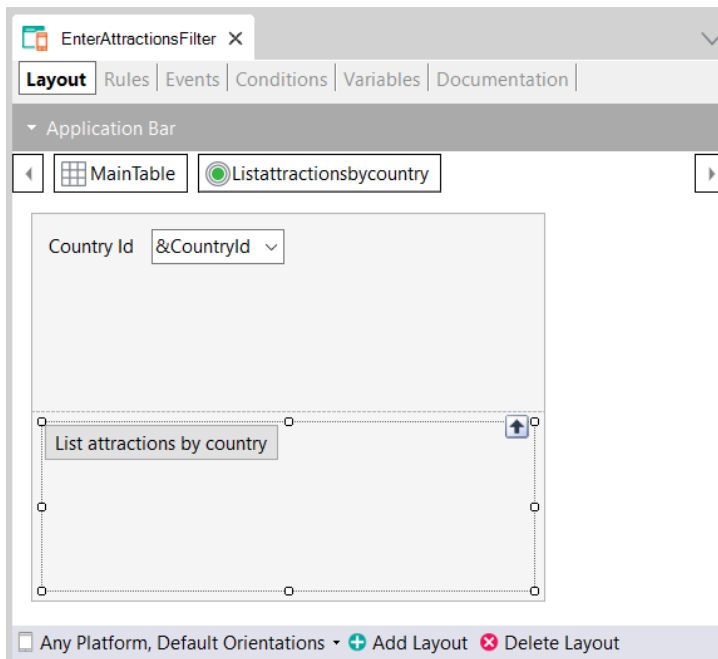 EnterAttractionsFilter
Layout Rules Events Conditions Variables Documentation
Application Bar
MainTable Listattractionsbycountry
Country Id &CountryId
List attractions by country
Any Platform, Default Orientations Add Layout Delete Layout